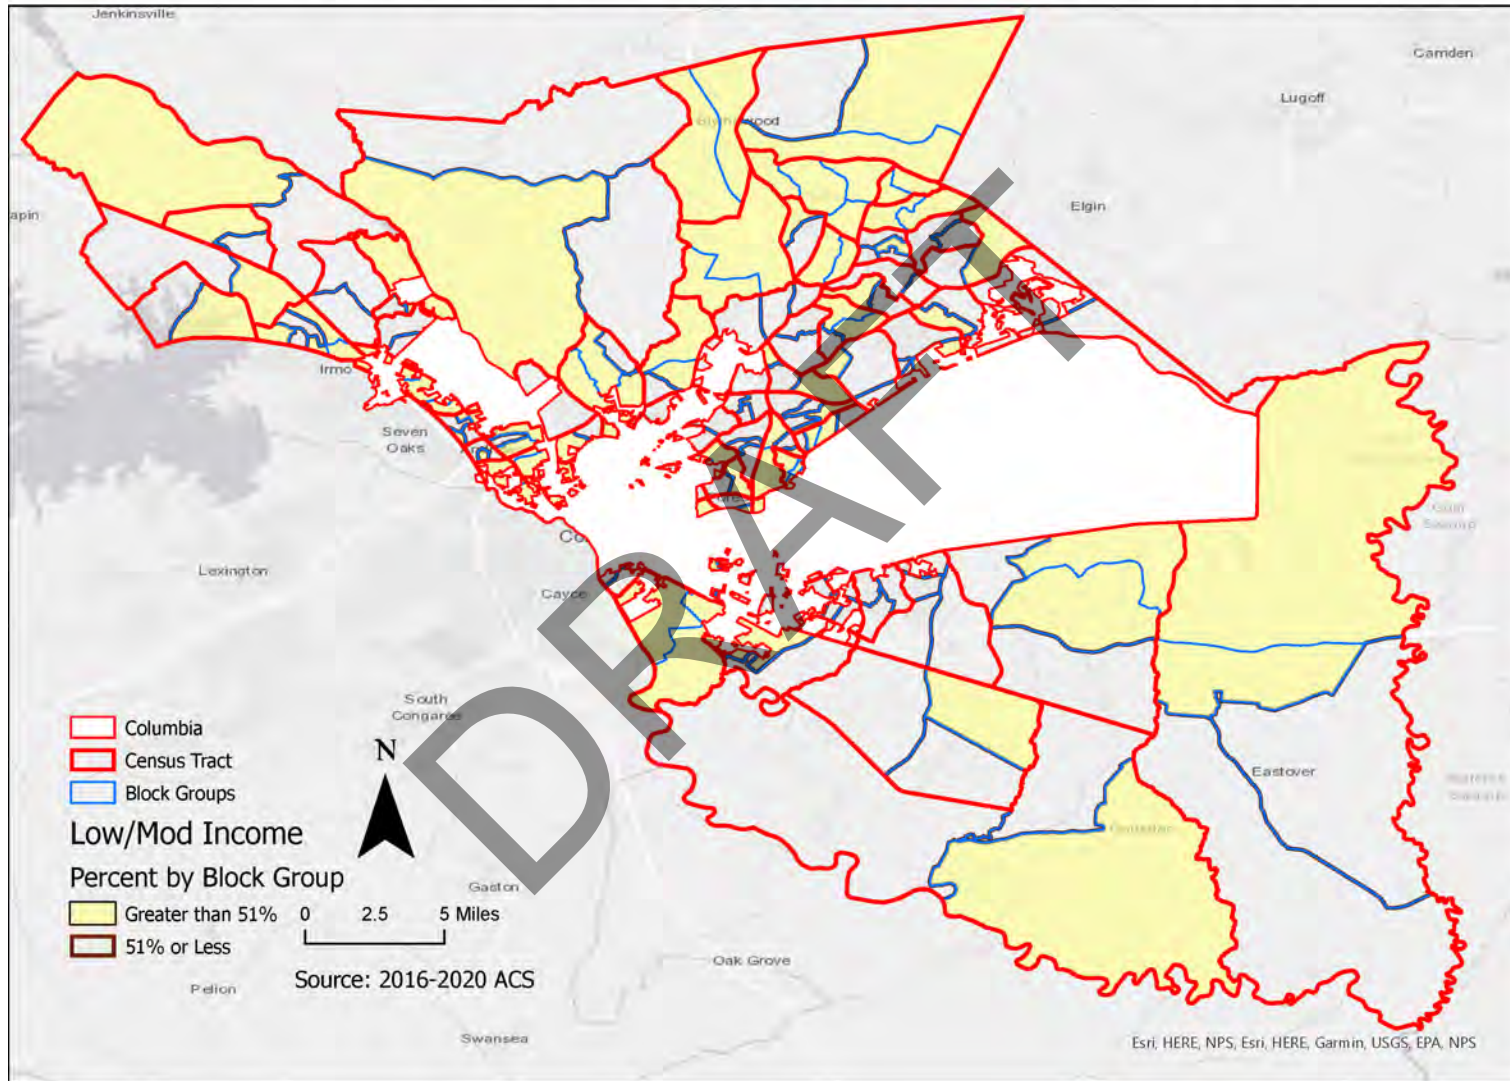 Jenkinsville
Camden
Lugoff
Elgin
apin
Irmo
Seven
Oaks
Lexington
Cayce
South
Congaree
Eastover
Gaston
Oak Grove
Pelion
Swansea
Columbia
Census Tract
Block Groups
Low/Mod Income
Percent by Block Group
Greater than 51%
51% or Less
N
0 2.5 5 Miles
Source: 2016-2020 ACS
DRAFT
Esri, HERE, NPS, Esri, HERE, Garmin, USGS, EPA, NPS